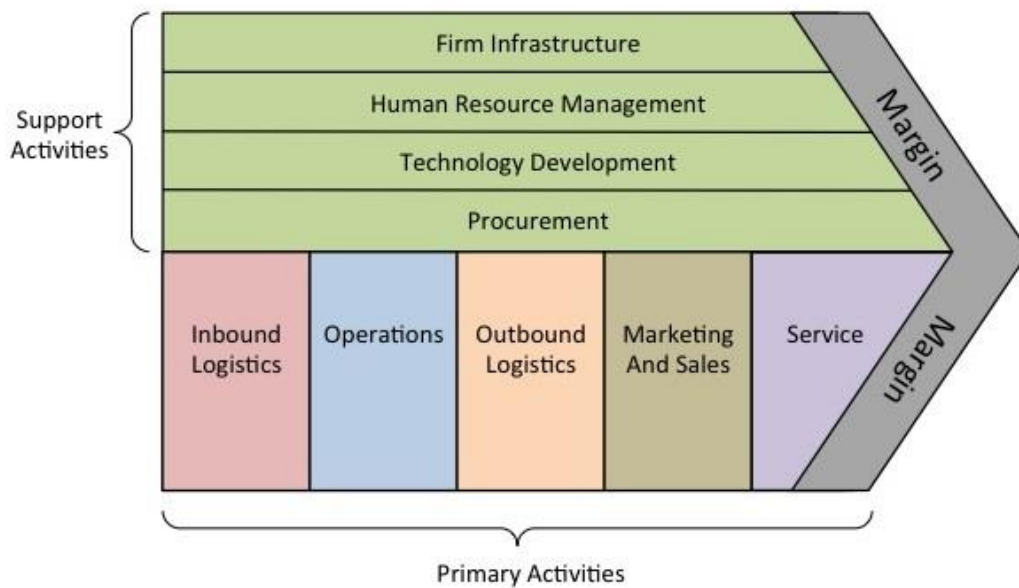 Support
Activities
Firm Infrastructure
Human Resource Management
Technology Development
Procurement
Margin
Inbound
Logistics
Operations
Outbound
Logistics
Marketing
And Sales
Service
Margin
Primary Activities